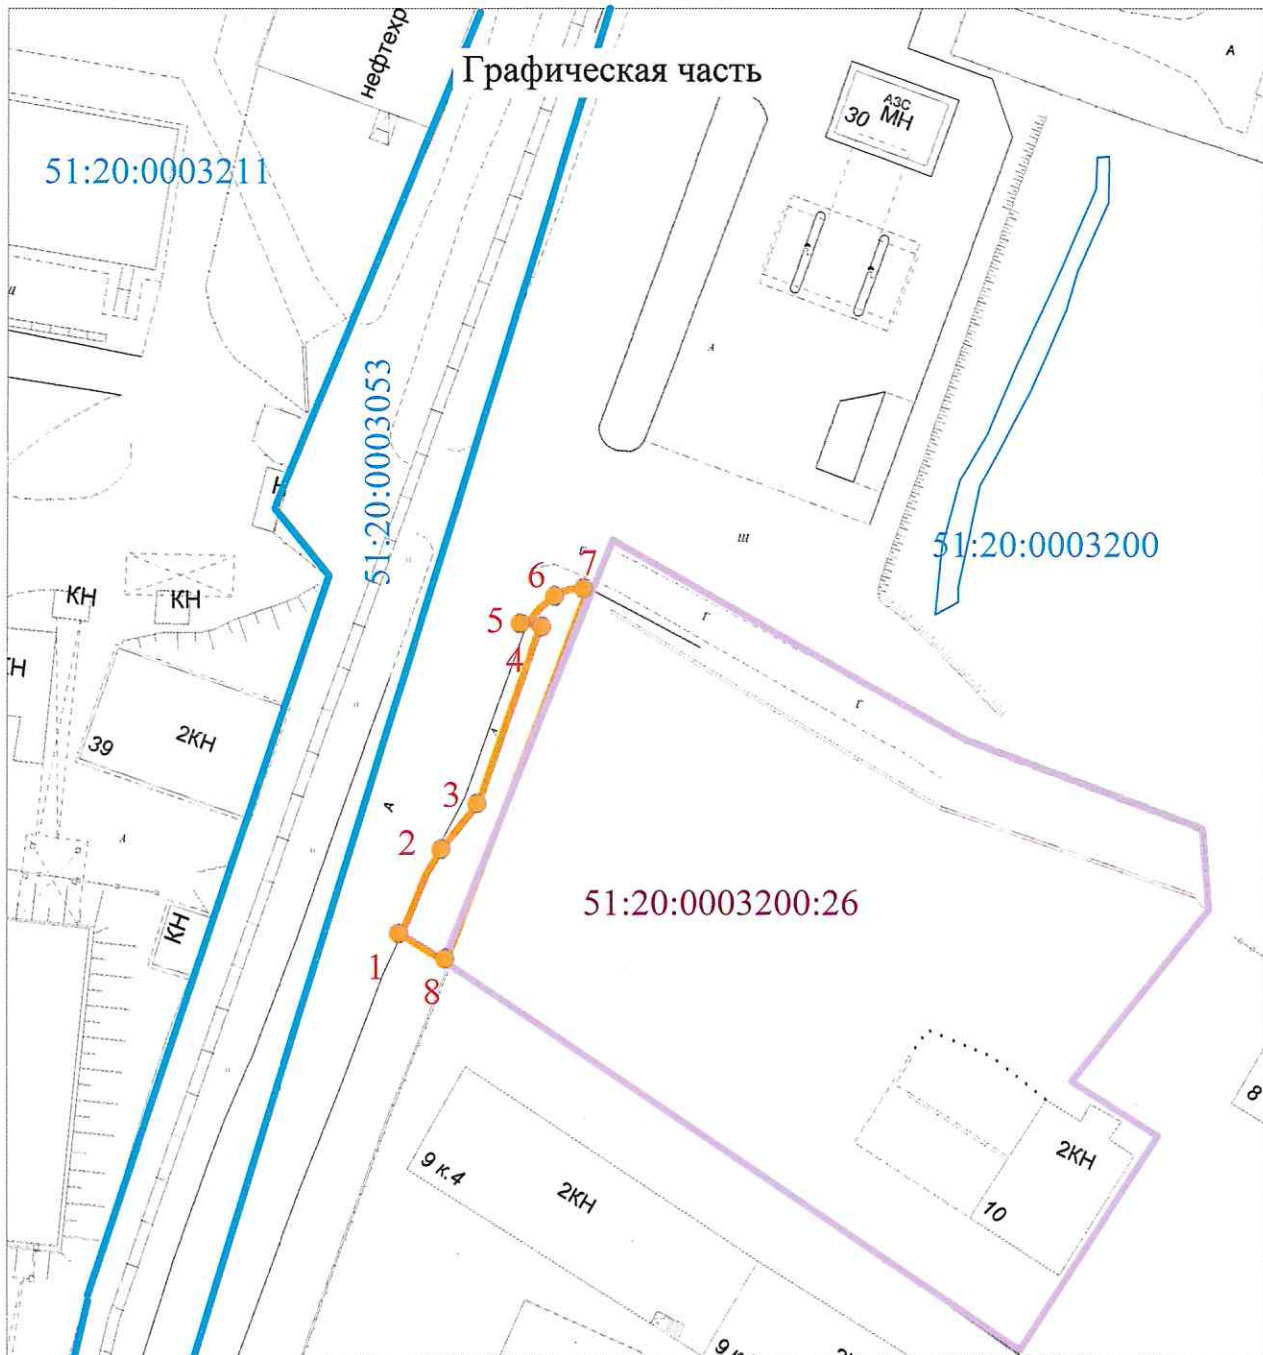 нефтехр
Графическая часть
А
АЗС
30 МН
51:20:0003211
А
51:20:0003053
Н
ш
51:20:0003200
г
7
6
КН
КН
5
г
4
КН
г
2КН
39
А
3
А
2
А
51:20:0003200:26
КН
1
8
8
2КН
9 к.4
2КН
10
9 к